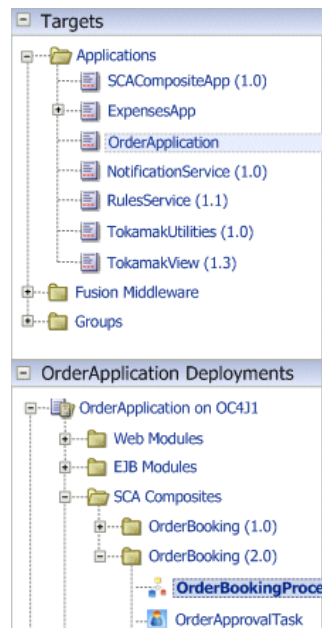 Targets
Applications
SCACompositeApp (1.0)
ExpensesApp
OrderApplication
NotificationService (1.0)
RulesService (1.1)
TokamakUtilities (1.0)
TokamakView (1.3)
Fusion Middleware
Groups
OrderApplication Deployments
OrderApplication on OC4J1
Web Modules
EJB Modules
SCA Composites
OrderBooking (1.0)
OrderBooking (2.0)
OrderBookingProce
OrderApprovalTask